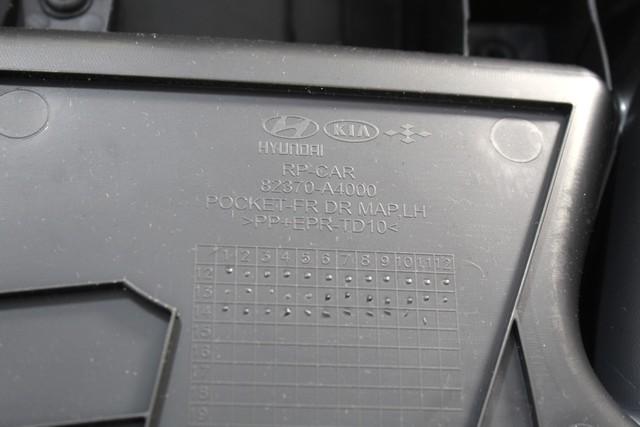 HYUNDAI KIA
RP-CAR
82370-A4000
POCKET-FR DR MAP,LH
>PP+EPR-TD10<
1 2 3 4 5 6 7 8 9 10 11 12
12
13
14
15
16
17
18
19